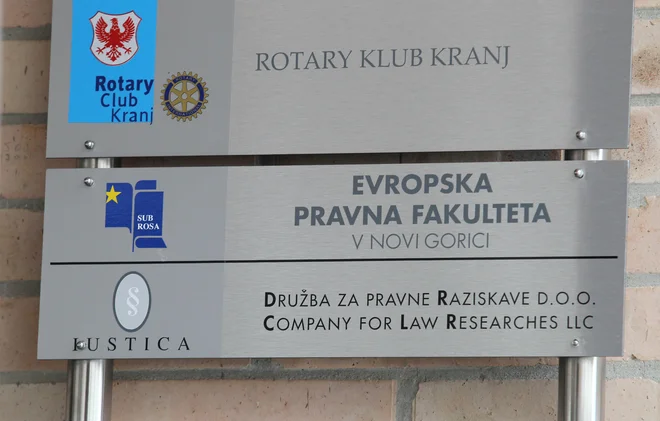 Rotary
Club
Kranj
ROTARY KLUB KRANJ
SUB
ROSA
EVROPSKA
PRAVNA FAKULTETA
V NOVI GORICI
§
IUSTICA
DRUŽBA ZA PRAVNE RAZISKAVE D.O.O.
COMPANY FOR LAW RESEARCHES LLC